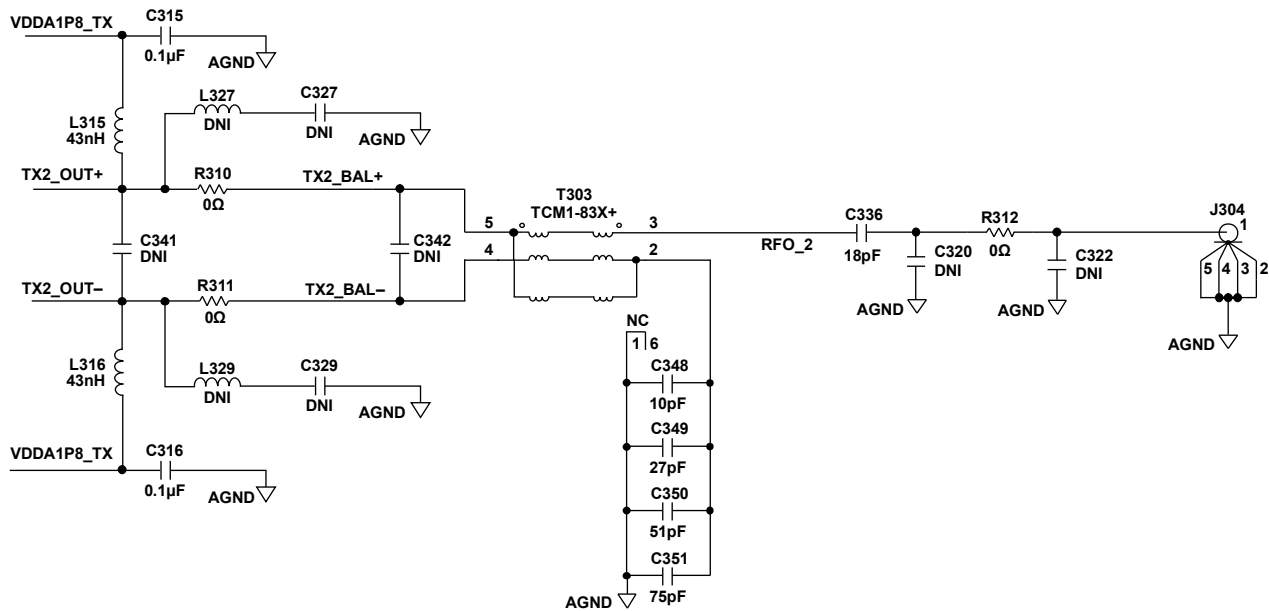 VDDA1P8_TX
C315
0.1µF
AGND
L327
DNI
C327
DNI
AGND
L315
43nH
TX2_OUT+
R310
0Ω
TX2_BAL+
T303
TCM1-83X+
5
3
4
2
C341
DNI
C342
DNI
RFO_2
C336
18pF
C320
DNI
AGND
R312
0Ω
C322
DNI
AGND
J304
1
5
4
3
2
AGND
TX2_OUT–
R311
0Ω
TX2_BAL–
NC
1
6
L316
43nH
L329
DNI
C329
DNI
AGND
C348
10pF
C349
27pF
C350
51pF
C351
75pF
AGND
VDDA1P8_TX
C316
0.1µF
AGND